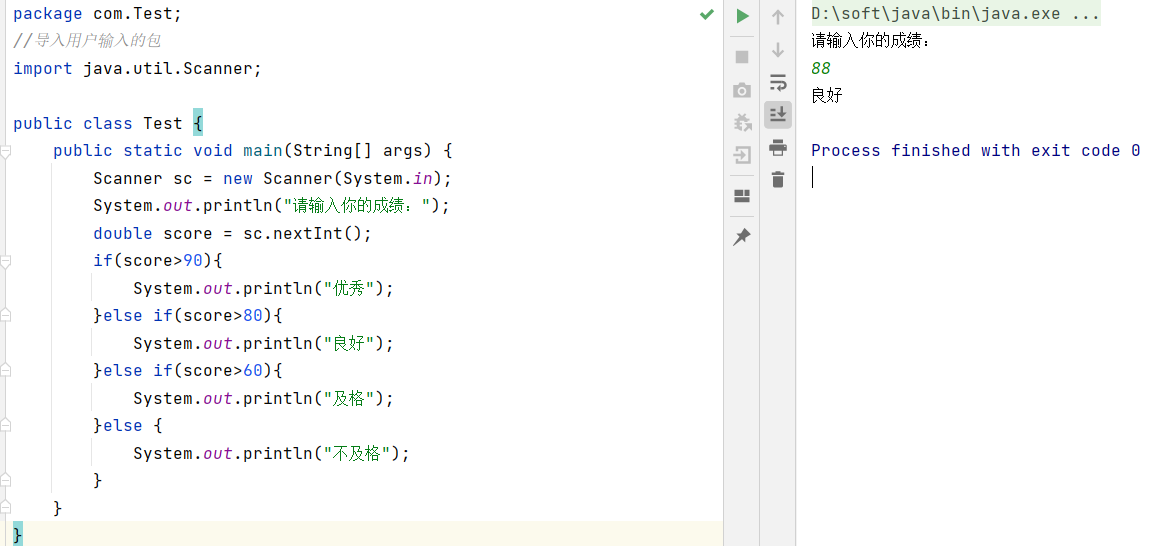 package com.Test;
//导入用户输入的包
import java.util.Scanner;
public class Test {
public static void main(String[] args) {
Scanner sc = new Scanner(System.in);
System.out.println("请输入你的成绩：");
double score = sc.nextInt();
if(score>90){
System.out.println("优秀");
}else if(score>80){
System.out.println("良好");
}else if(score>60){
System.out.println("及格");
}else {
System.out.println("不及格");
}
}
}
D:\soft\java\bin\java.exe ...
请输入你的成绩：
88
良好
Process finished with exit code 0